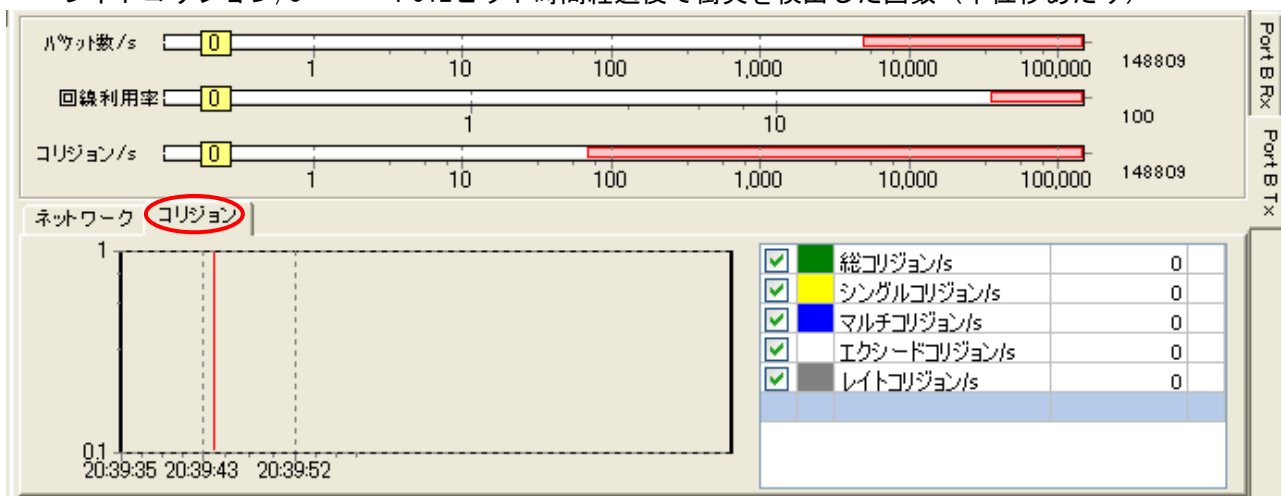 パケット数/s 0 1 10 100 1,000 10,000 100,000 148809
回線利用率 0 1 10 100
コリジョン/s 0 1 10 100 1,000 10,000 100,000 148809
Port B Rx
Port B Tx
ネットワーク コリジョン
1
0.1
20:39:35 20:39:43 20:39:52
総コリジョン/s 0
シングルコリジョン/s 0
マルチコリジョン/s 0
エクシードコリジョン/s 0
レイトコリジョン/s 0